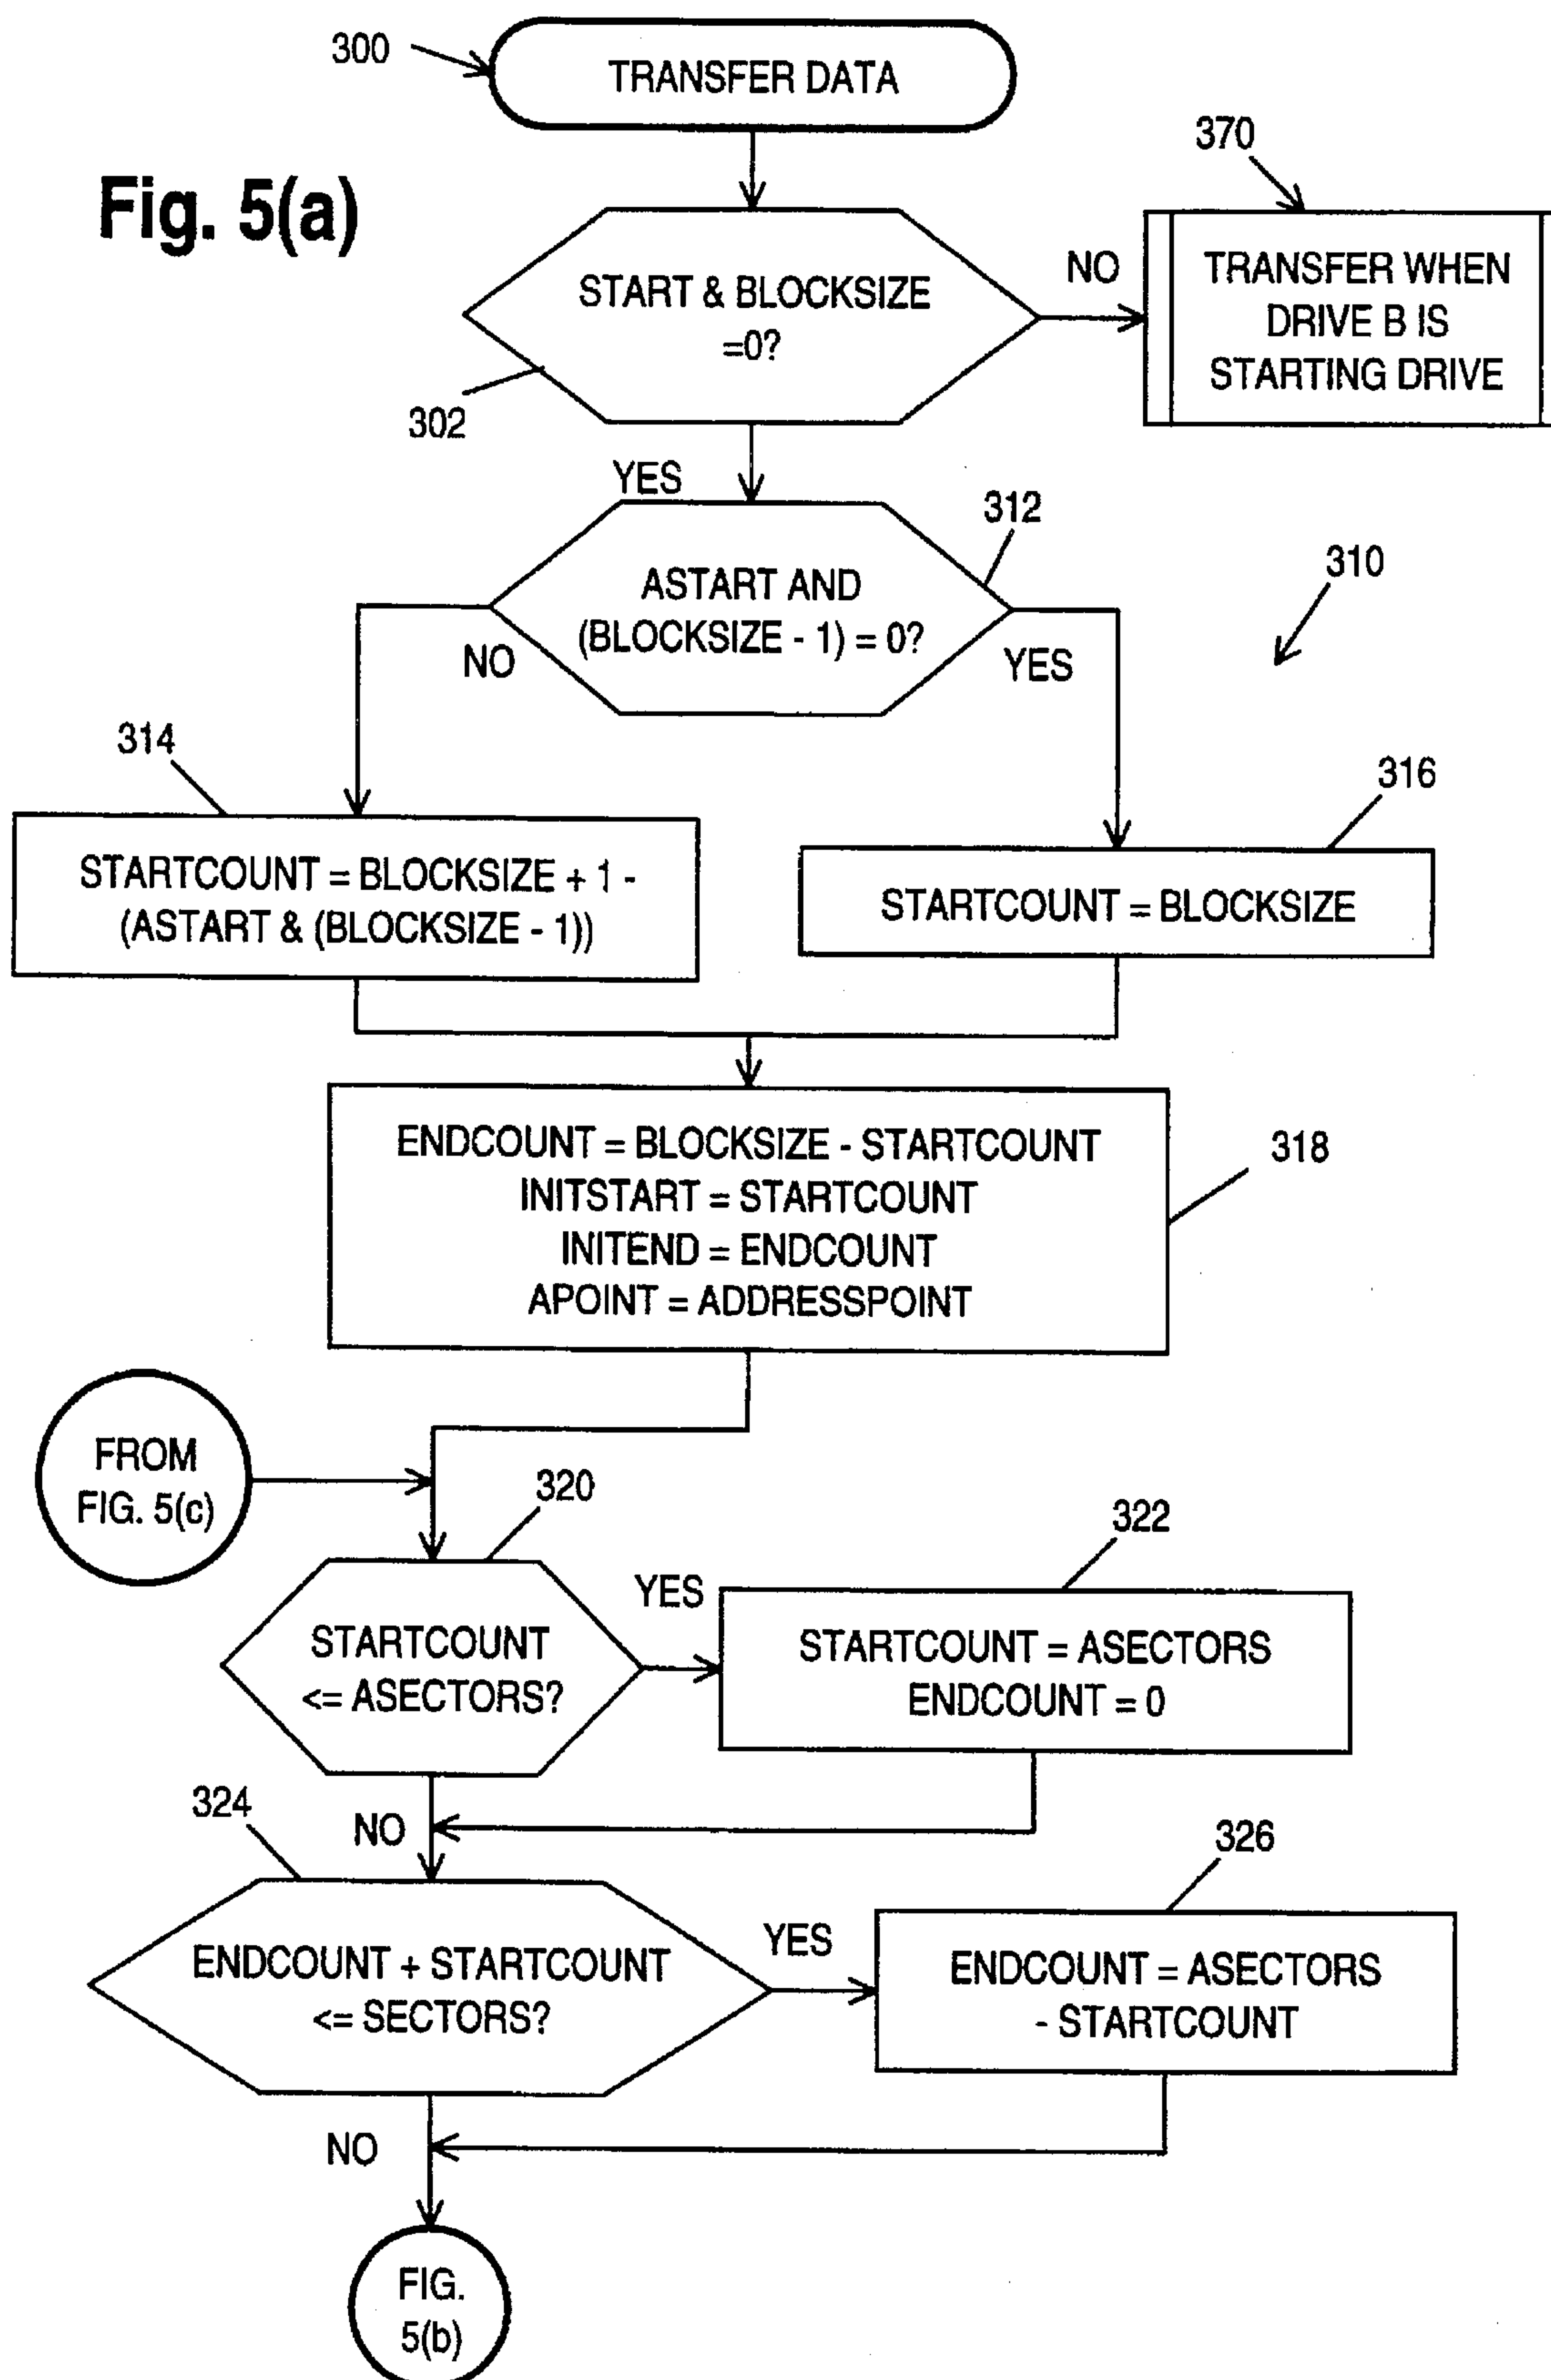 300
TRANSFER DATA
Fig. 5(a)
370
START & BLOCKSIZE
=0?
NO
TRANSFER WHEN
DRIVE B IS
STARTING DRIVE
302
YES
312
ASTART AND
(BLOCKSIZE - 1) = 0?
310
NO
YES
314
316
STARTCOUNT = BLOCKSIZE + 1 -
(ASTART & (BLOCKSIZE - 1))
STARTCOUNT = BLOCKSIZE
ENDCOUNT = BLOCKSIZE - STARTCOUNT
INITSTART = STARTCOUNT
INITEND = ENDCOUNT
APOINT = ADDRESSPOINT
318
FROM
FIG. 5(c)
320
322
STARTCOUNT
<= ASECTORS?
YES
STARTCOUNT = ASECTORS
ENDCOUNT = 0
324
NO
326
ENDCOUNT + STARTCOUNT
<= SECTORS?
YES
ENDCOUNT = ASECTORS
- STARTCOUNT
NO
FIG.
5(b)